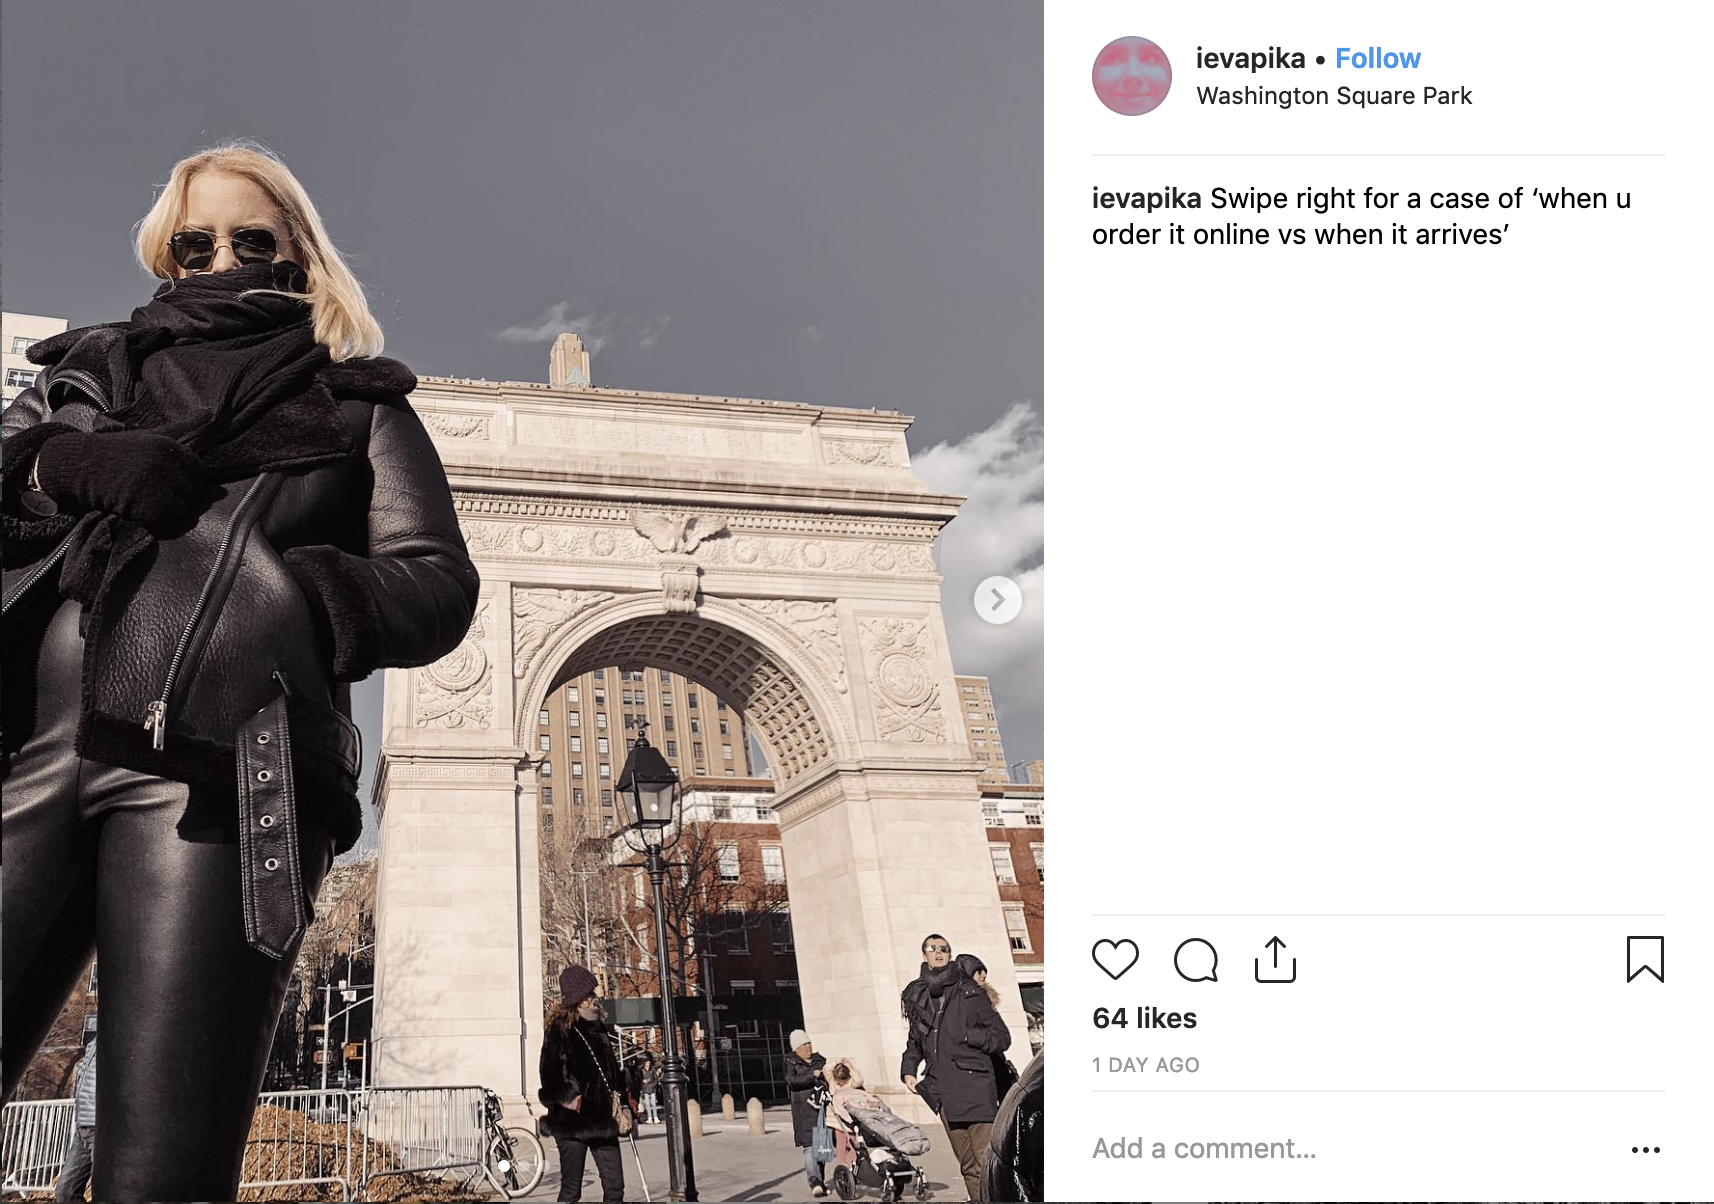 ievapika • Follow
Washington Square Park
ievapika Swipe right for a case of ‘when u
order it online vs when it arrives’
64 likes
1 DAY AGO
Add a comment...